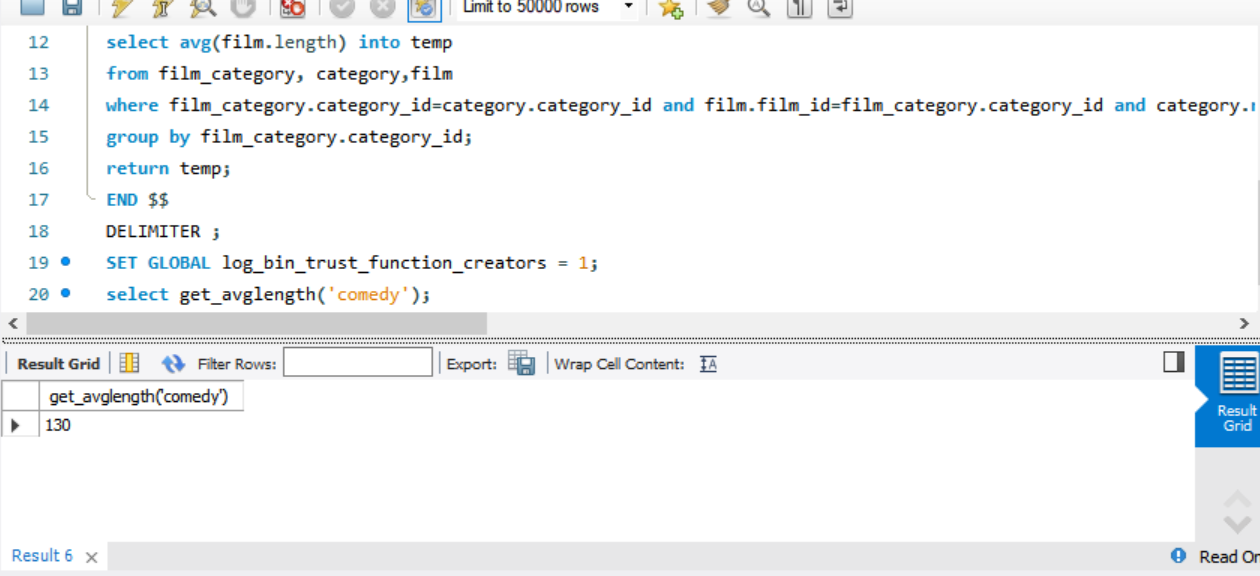 Limit to 50000 rows
12 select avg(film.length) into temp
13 from film_category, category,film
14 where film_category.category_id=category.category_id and film.film_id=film_category.category_id and category.
15 group by film_category.category_id;
16 return temp;
17 END $$
18 DELIMITER ;
19 SET GLOBAL log_bin_trust_function_creators = 1;
20 select get_avglength('comedy');
Result Grid Filter Rows: Export: Wrap Cell Content:
get_avglength('comedy')
130
Result
Grid
Result 6 Read On